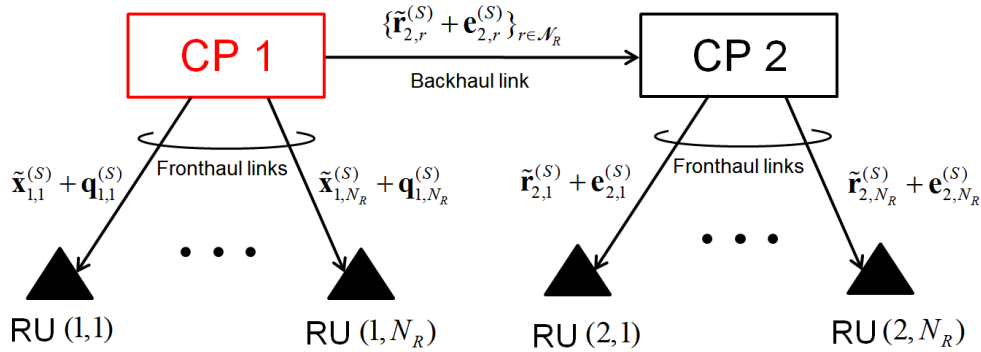 {r̃₂,ᵣ^(S) + e₂,ᵣ^(S)}_{r∈𝒩_R}
CP 1
CP 2
Backhaul link
Fronthaul links
Fronthaul links
x̃_{1,1}^{(S)} + q_{1,1}^{(S)}
x̃_{1,N_R}^{(S)} + q_{1,N_R}^{(S)}
r̃_{2,1}^{(S)} + e_{2,1}^{(S)}
r̃_{2,N_R}^{(S)} + e_{2,N_R}^{(S)}
• • •
• • •
RU (1,1)
RU (1, N_R)
RU (2,1)
RU (2, N_R)